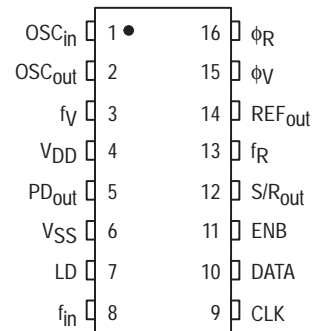 OSCin 1 16 ϕR
OSCout 2 15 ϕV
fV 3 14 REFout
VDD 4 13 fR
PDout 5 12 S/Rout
VSS 6 11 ENB
LD 7 10 DATA
fin 8 9 CLK